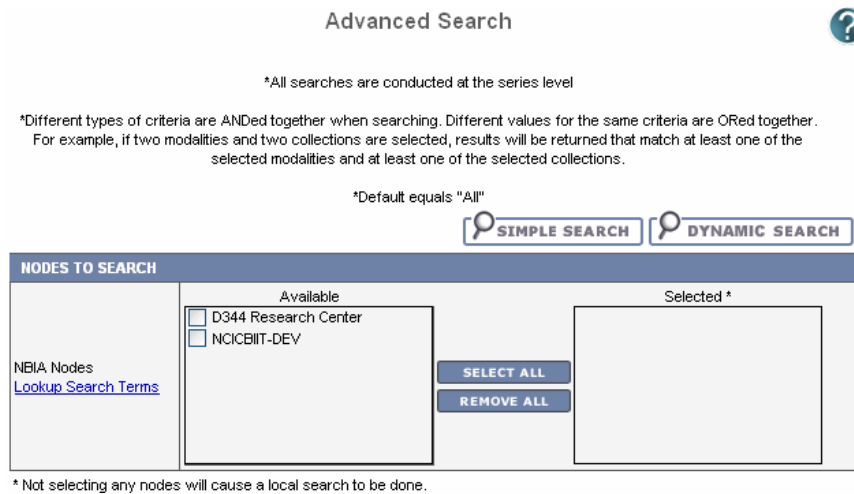 Advanced Search
?
*All searches are conducted at the series level
*Different types of criteria are ANDed together when searching. Different values for the same criteria are ORed together.
For example, if two modalities and two collections are selected, results will be returned that match at least one of the
selected modalities and at least one of the selected collections.
*Default equals "All"
SIMPLE SEARCH
DYNAMIC SEARCH
NODES TO SEARCH
Available
Selected *
D344 Research Center
NCICBIIT-DEV
NBIA Nodes
Lookup Search Terms
SELECT ALL
REMOVE ALL
* Not selecting any nodes will cause a local search to be done.